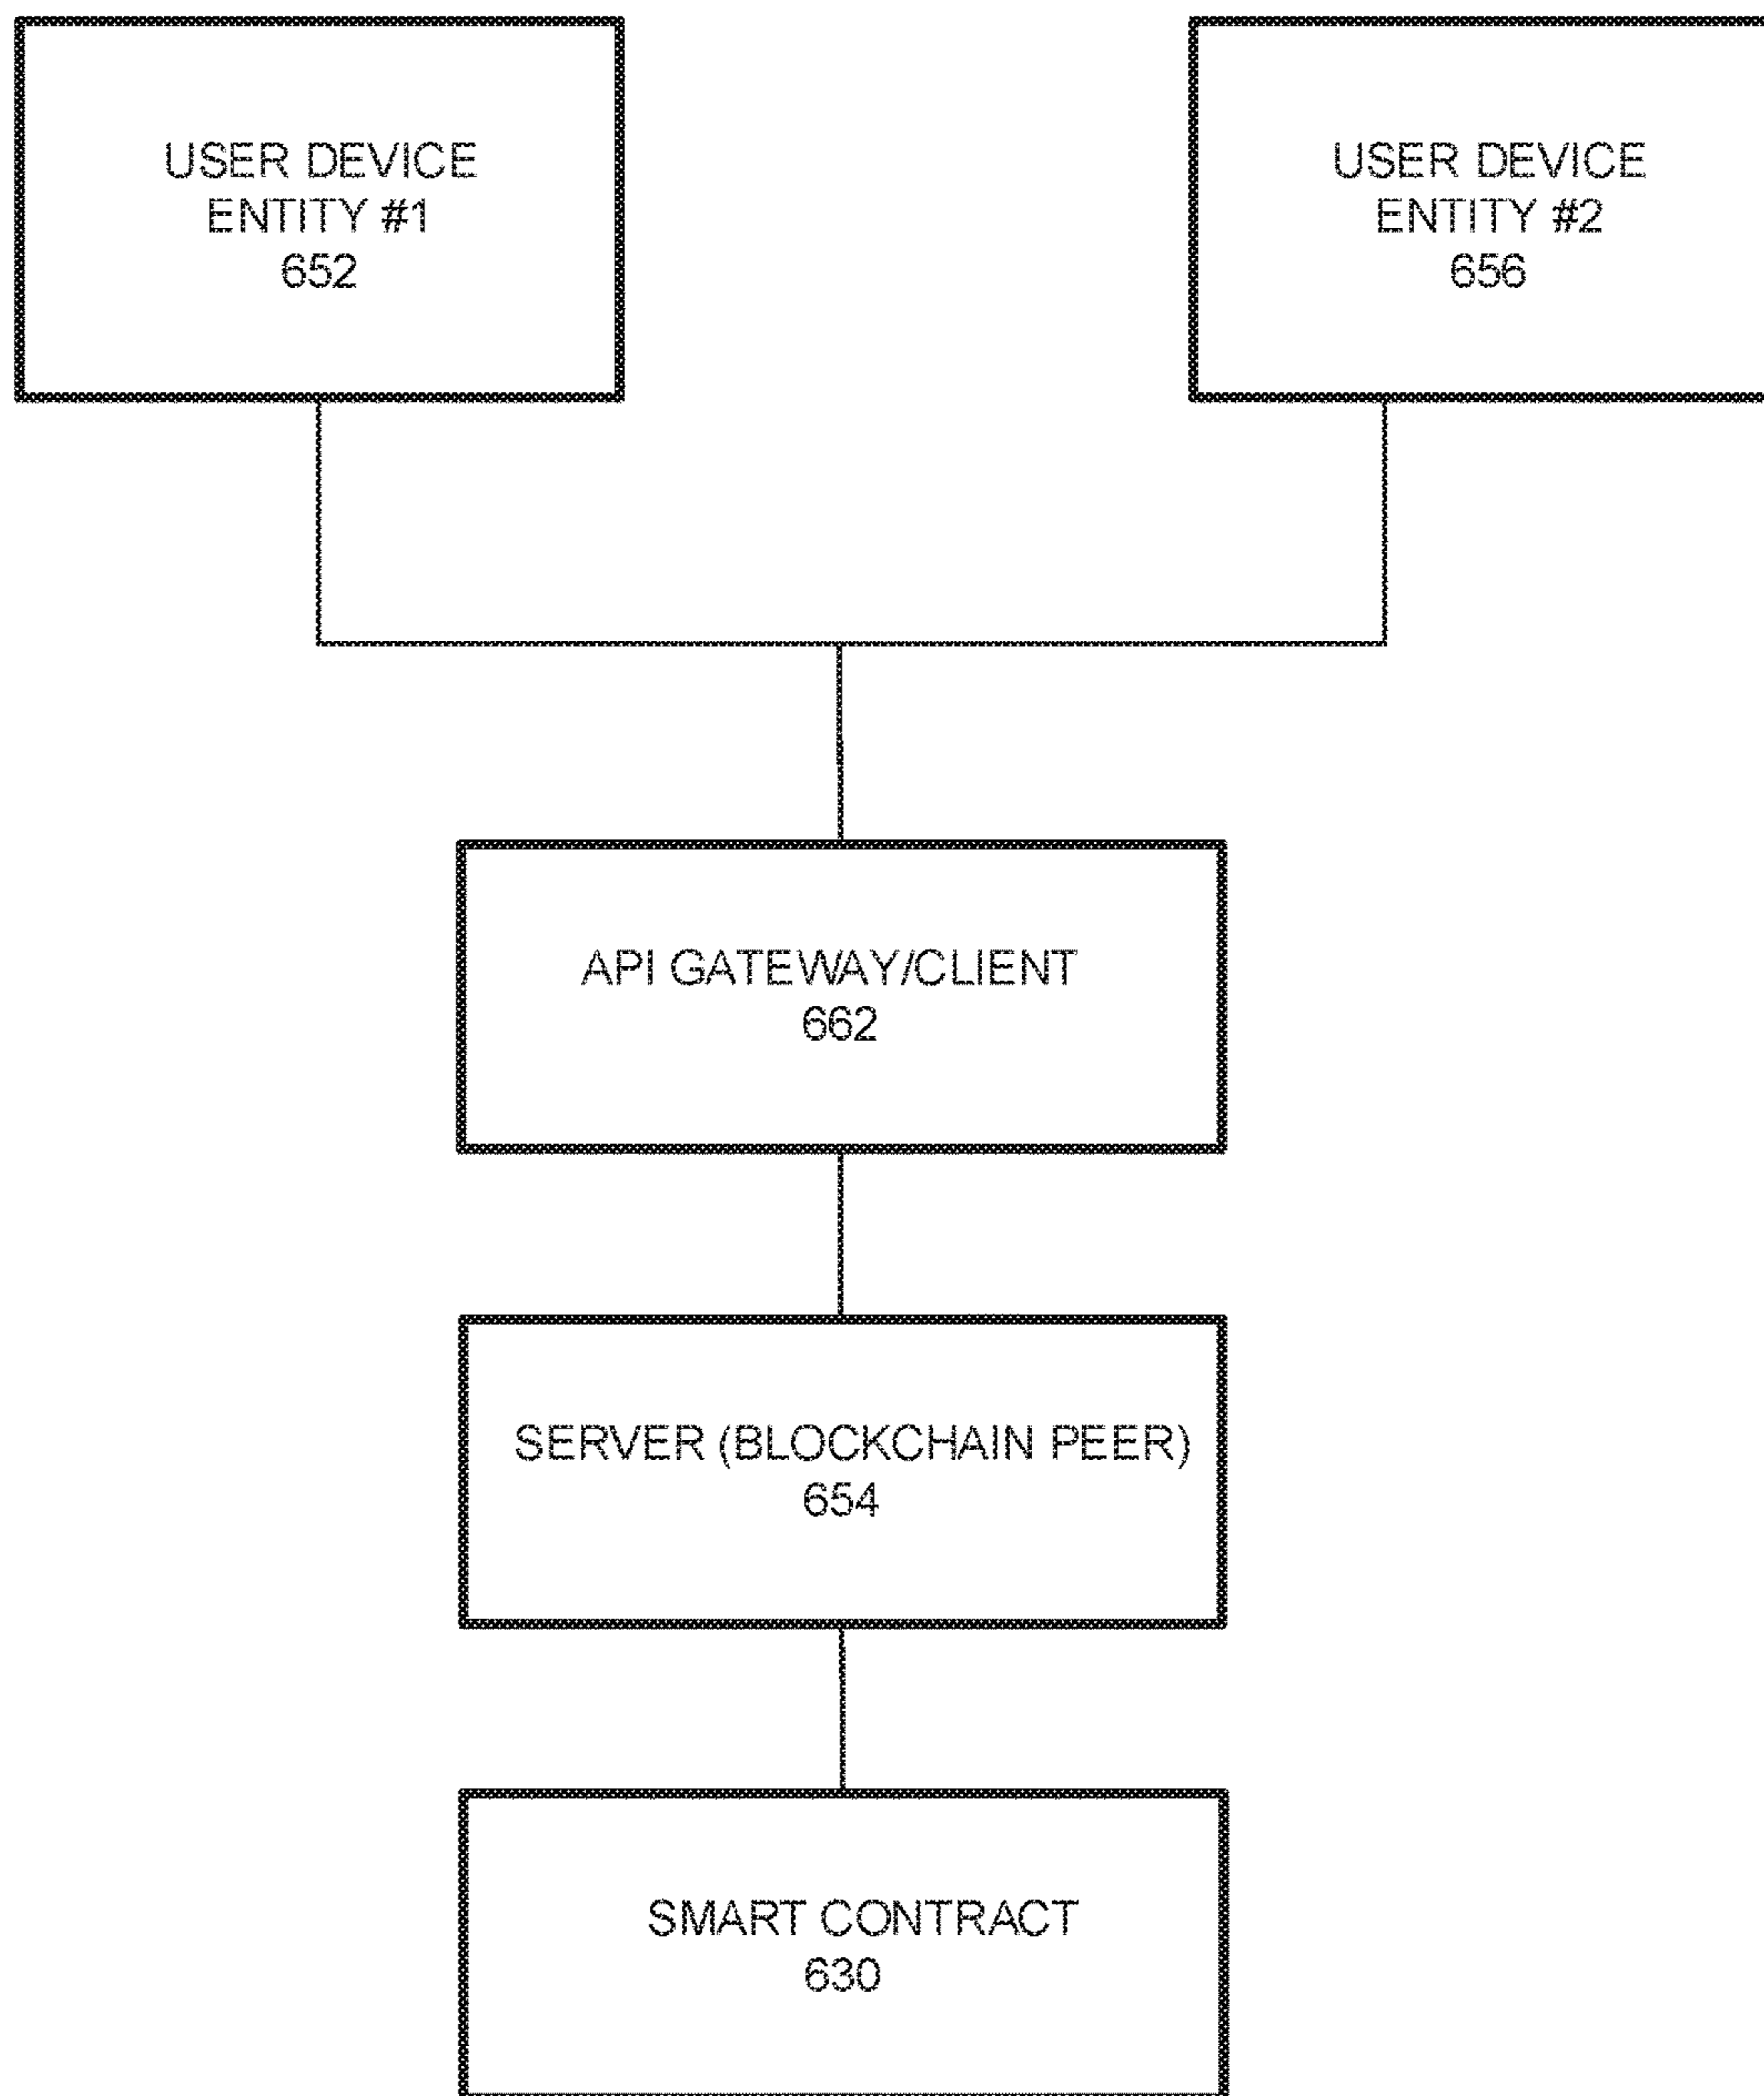 USER DEVICE
ENTITY #1
652
USER DEVICE
ENTITY #2
656
API GATEWAY/CLIENT
662
SERVER (BLOCKCHAIN PEER)
654
SMART CONTRACT
630